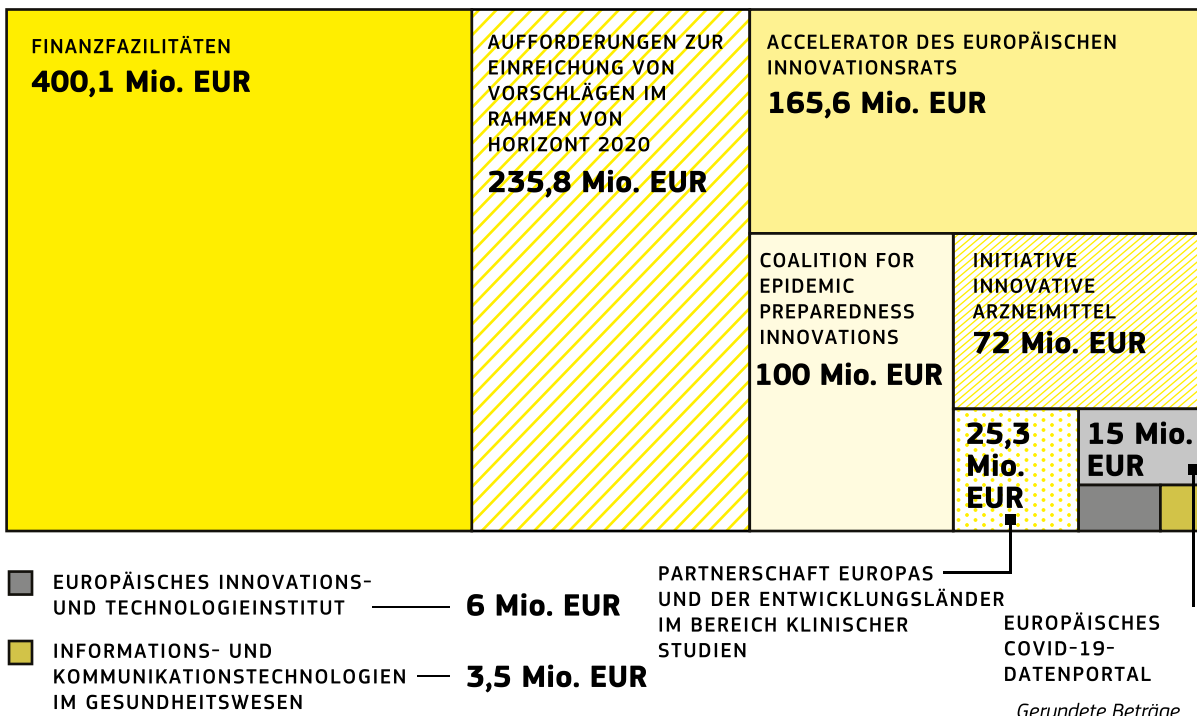 FINANZFAZILITÄTEN
400,1 Mio. EUR
AUFFORDERUNGEN ZUR
EINREICHUNG VON
VORSCHLÄGEN IM
RAHMEN VON
HORIZONT 2020
235,8 Mio. EUR
ACCELERATOR DES EUROPÄISCHEN
INNOVATIONSRATS
165,6 Mio. EUR
COALITION FOR
EPIDEMIC
PREPAREDNESS
INNOVATIONS
100 Mio. EUR
INITIATIVE
INNOVATIVE
ARZNEIMITTEL
72 Mio. EUR
25,3
Mio.
EUR
15 Mio.
EUR
EUROPÄISCHES INNOVATIONS-
UND TECHNOLOGIEINSTITUT
6 Mio. EUR
INFORMATIONS- UND
KOMMUNIKATIONSTECHNOLOGIEN
IM GESUNDHEITSWESEN
3,5 Mio. EUR
PARTNERSCHAFT EUROPAS
UND DER ENTWICKLUNGSLÄNDER
IM BEREICH KLINISCHER
STUDIEN
EUROPÄISCHES
COVID-19-
DATENPORTAL
Gerundete Beträge